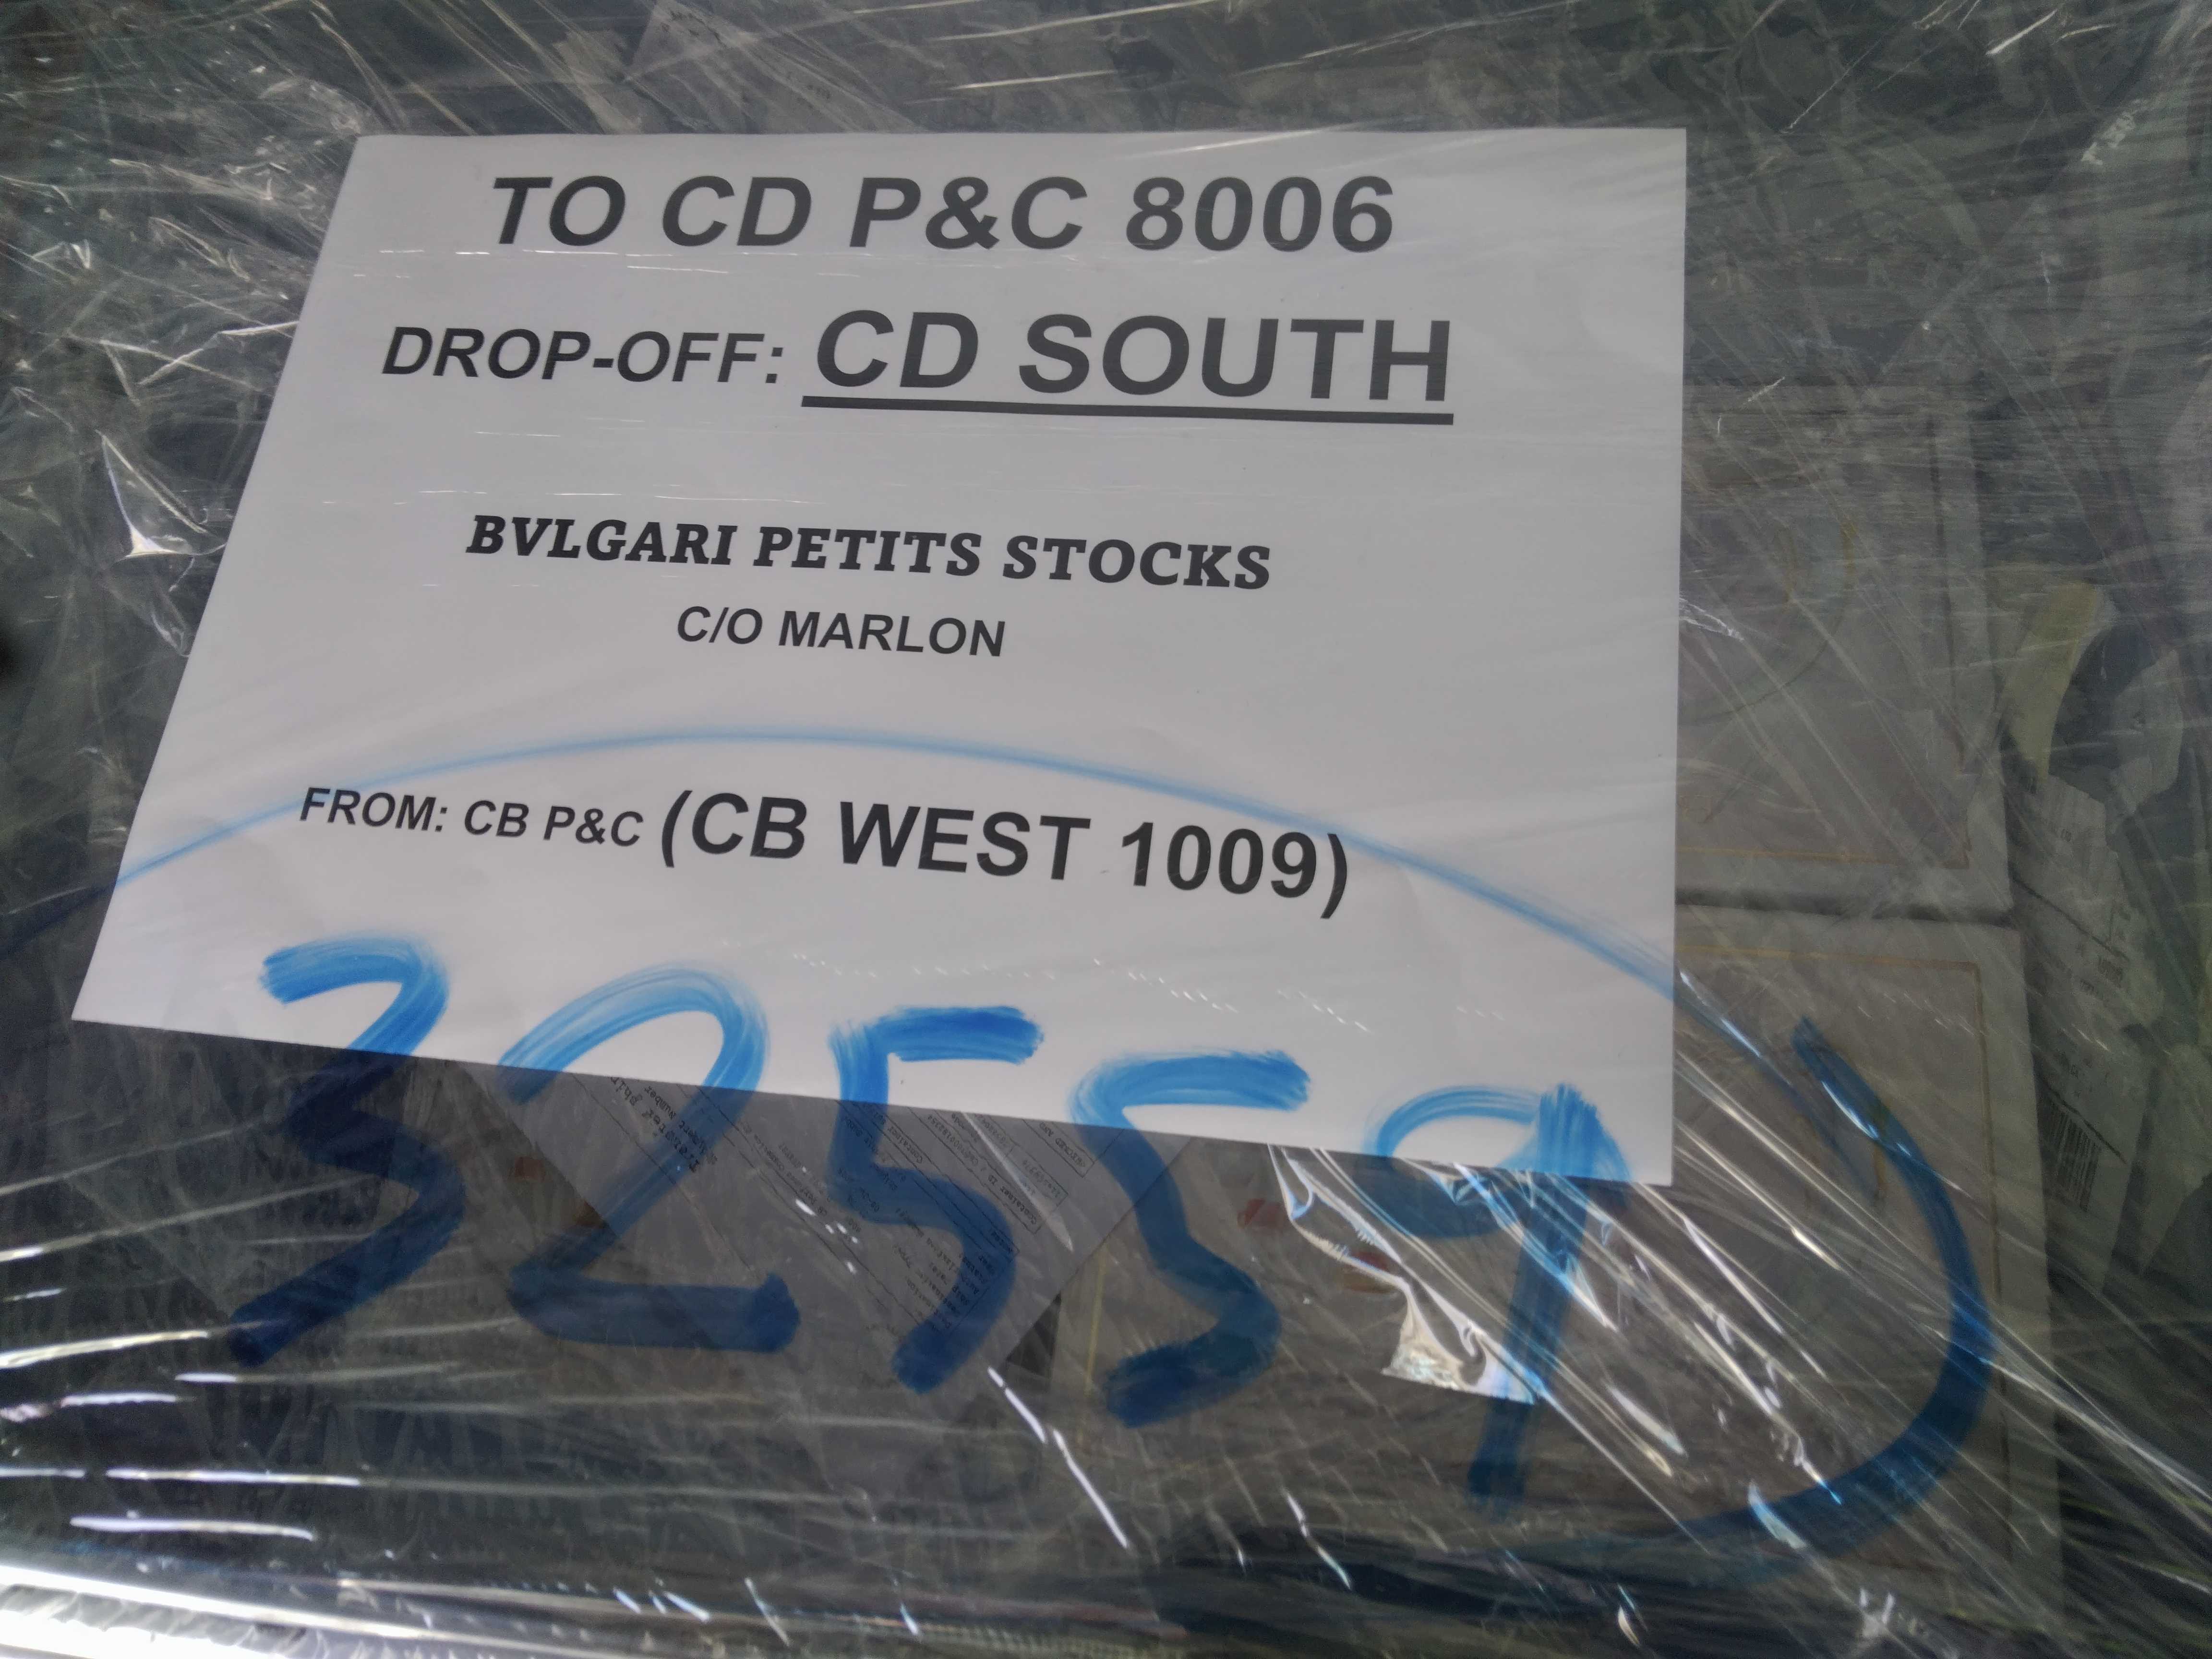 TO CD P&C 8006
DROP-OFF: CD SOUTH
BVLGARI PETITS STOCKS
C/O MARLON
FROM: CB P&C (CB WEST 1009)
32559